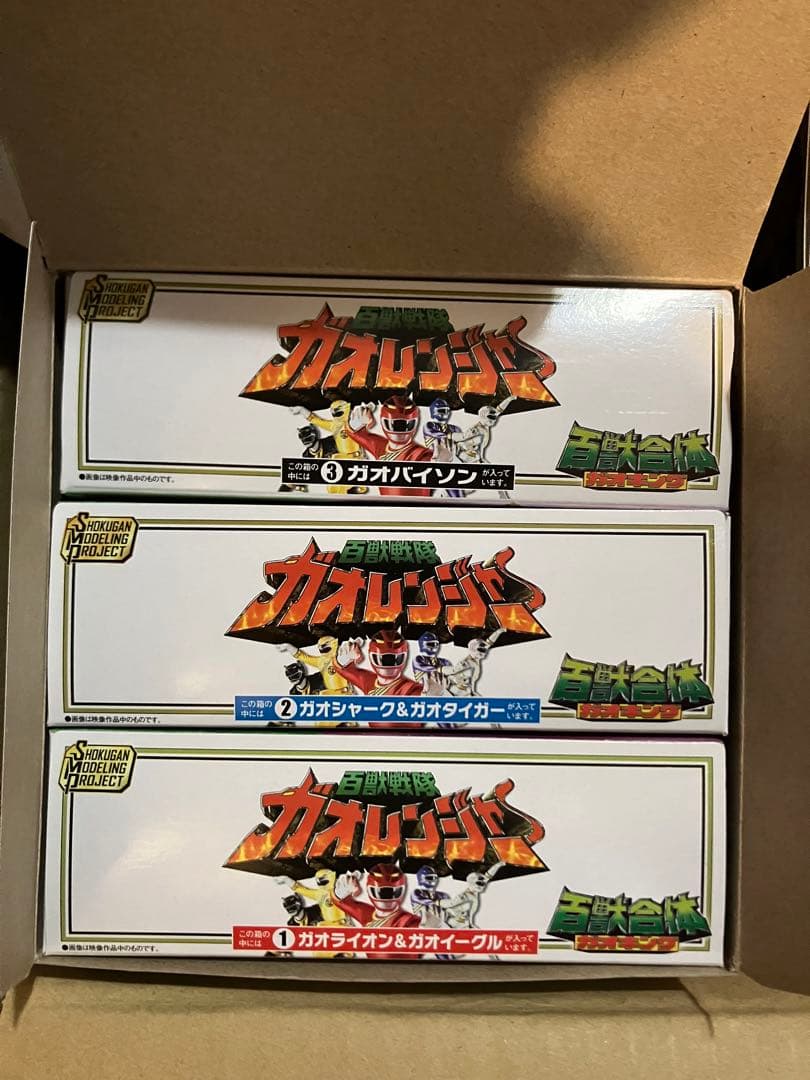 SHOKUGAN
MODELING
PROJECT
百獣戦隊
ガオレンジャー
この箱の
中には
3 ガオバイソン
が入って
います。
百獣合体
ガオキング
●画像は映像作品中のものです。
SHOKUGAN
MODELING
PROJECT
百獣戦隊
ガオレンジャー
この箱の
中には
2 ガオシャーク&ガオタイガー
が入って
います。
百獣合体
ガオキング
●画像は映像作品中のものです。
SHOKUGAN
MODELING
PROJECT
百獣戦隊
ガオレンジャー
この箱の
中には
1 ガオライオン&ガオイーグル
が入って
います。
百獣合体
ガオキング
●画像は映像作品中のものです。